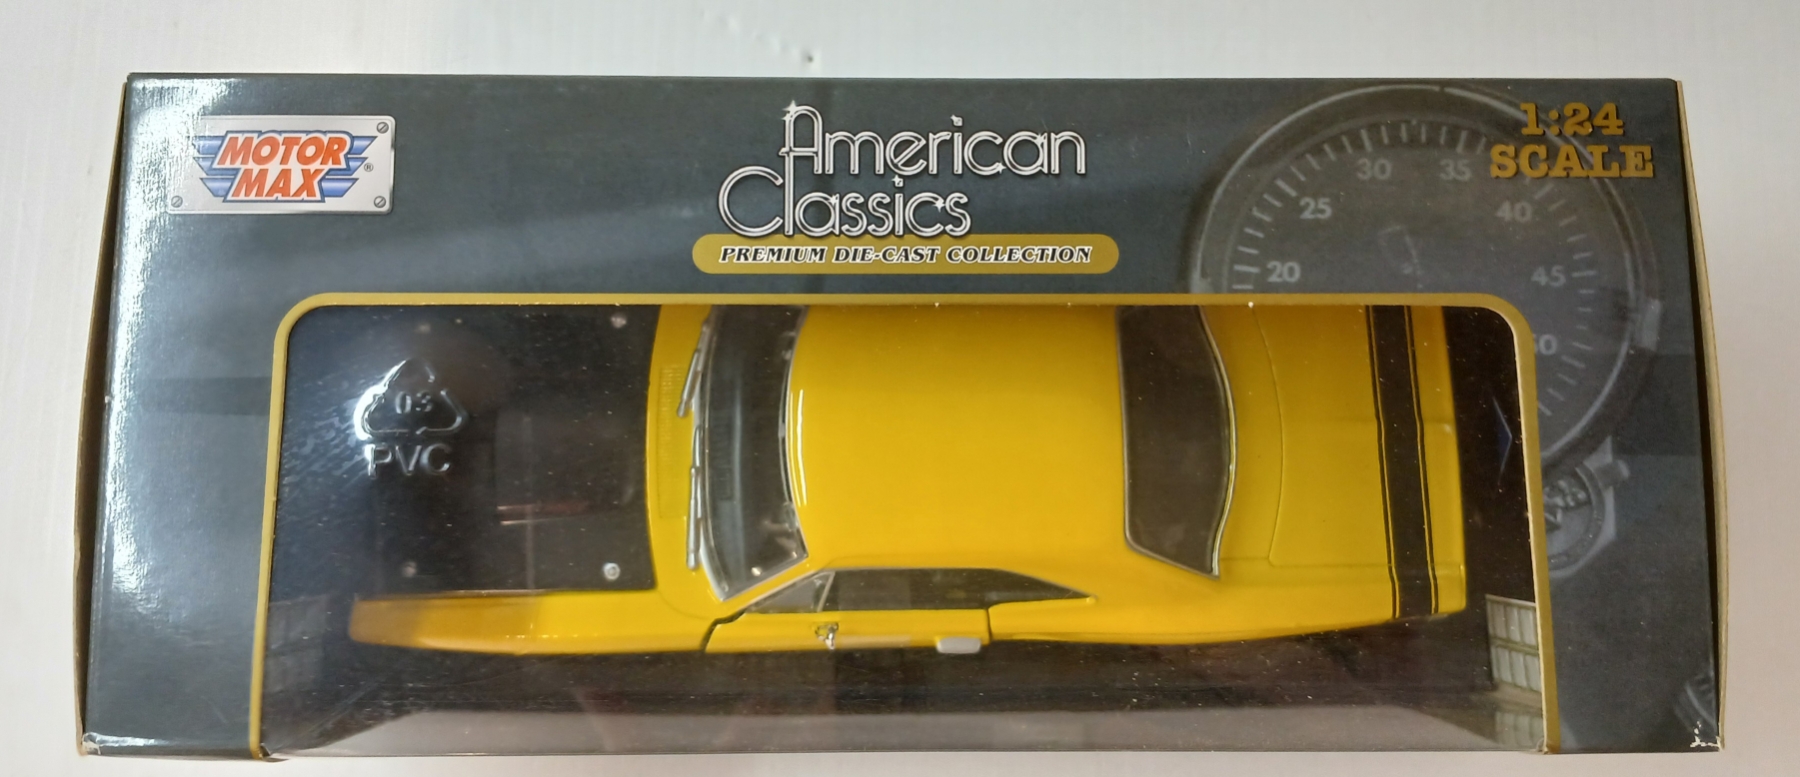 MOTOR
MAX
®
American
Classics
PREMIUM DIE-CAST COLLECTION
1:24
SCALE
20
25
30
35
40
45
03
PVC